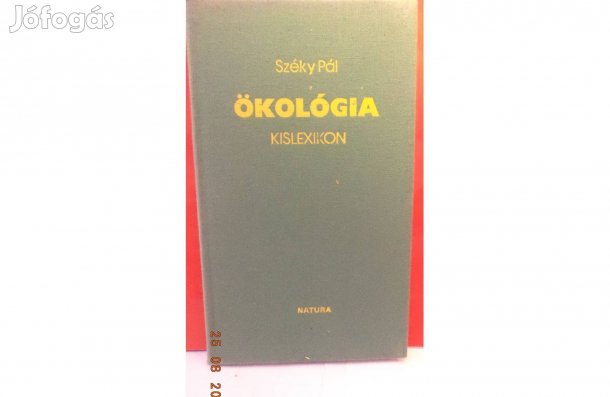 Jófogás
Széky Pál
ÖKOLÓGIA
KISLEXIKON
NATURA
25 08 20